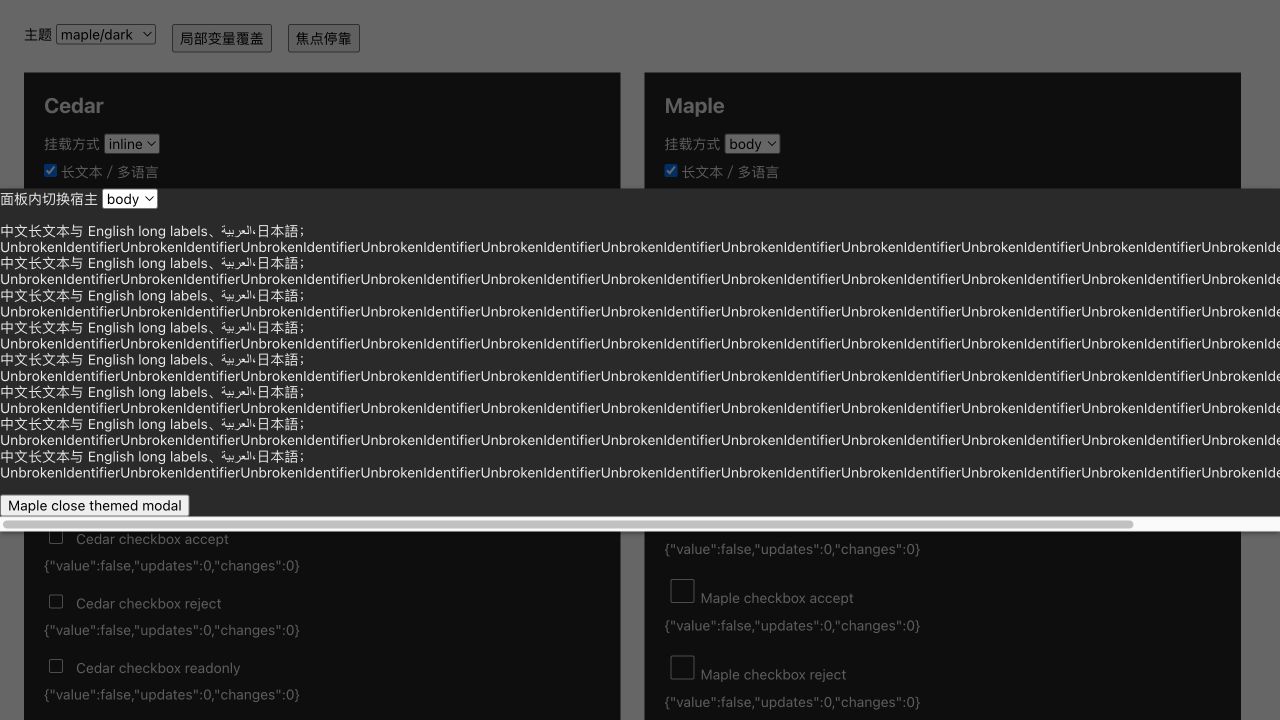 主题 maple/dark 局部变量覆盖 焦点停靠
Cedar
挂载方式 inline
长文本 / 多语言
Maple
挂载方式 body
长文本 / 多语言
面板内切换宿主 body
中文长文本与 English long labels、العربية،日本語；
UnbrokenIdentifierUnbrokenIdentifierUnbrokenIdentifierUnbrokenIdentifierUnbrokenIdentifierUnbrokenIdentifierUnbrokenIdentifierUnbrokenIdentifierUnbrokenIdentifierUnbrokenIdentifierUnbrokenIde
中文长文本与 English long labels、العربية،日本語；
UnbrokenIdentifierUnbrokenIdentifierUnbrokenIdentifierUnbrokenIdentifierUnbrokenIdentifierUnbrokenIdentifierUnbrokenIdentifierUnbrokenIdentifierUnbrokenIdentifierUnbrokenIdentifierUnbrokenIde
中文长文本与 English long labels、العربية،日本語；
UnbrokenIdentifierUnbrokenIdentifierUnbrokenIdentifierUnbrokenIdentifierUnbrokenIdentifierUnbrokenIdentifierUnbrokenIdentifierUnbrokenIdentifierUnbrokenIdentifierUnbrokenIdentifierUnbrokenIde
中文长文本与 English long labels、العربية،日本語；
UnbrokenIdentifierUnbrokenIdentifierUnbrokenIdentifierUnbrokenIdentifierUnbrokenIdentifierUnbrokenIdentifierUnbrokenIdentifierUnbrokenIdentifierUnbrokenIdentifierUnbrokenIdentifierUnbrokenIde
中文长文本与 English long labels、العربية،日本語；
UnbrokenIdentifierUnbrokenIdentifierUnbrokenIdentifierUnbrokenIdentifierUnbrokenIdentifierUnbrokenIdentifierUnbrokenIdentifierUnbrokenIdentifierUnbrokenIdentifierUnbrokenIdentifierUnbrokenIde
中文长文本与 English long labels、العربية،日本語；
UnbrokenIdentifierUnbrokenIdentifierUnbrokenIdentifierUnbrokenIdentifierUnbrokenIdentifierUnbrokenIdentifierUnbrokenIdentifierUnbrokenIdentifierUnbrokenIdentifierUnbrokenIdentifierUnbrokenIde
中文长文本与 English long labels、العربية،日本語；
UnbrokenIdentifierUnbrokenIdentifierUnbrokenIdentifierUnbrokenIdentifierUnbrokenIdentifierUnbrokenIdentifierUnbrokenIdentifierUnbrokenIdentifierUnbrokenIdentifierUnbrokenIdentifierUnbrokenIde
中文长文本与 English long labels、العربية،日本語；
UnbrokenIdentifierUnbrokenIdentifierUnbrokenIdentifierUnbrokenIdentifierUnbrokenIdentifierUnbrokenIdentifierUnbrokenIdentifierUnbrokenIdentifierUnbrokenIdentifierUnbrokenIdentifierUnbrokenIde
Maple close themed modal
Cedar checkbox accept
{"value":false,"updates":0,"changes":0}
Cedar checkbox reject
{"value":false,"updates":0,"changes":0}
Cedar checkbox readonly
{"value":false,"updates":0,"changes":0}
{"value":false,"updates":0,"changes":0}
Maple checkbox accept
{"value":false,"updates":0,"changes":0}
Maple checkbox reject
{"value":false,"updates":0,"changes":0}